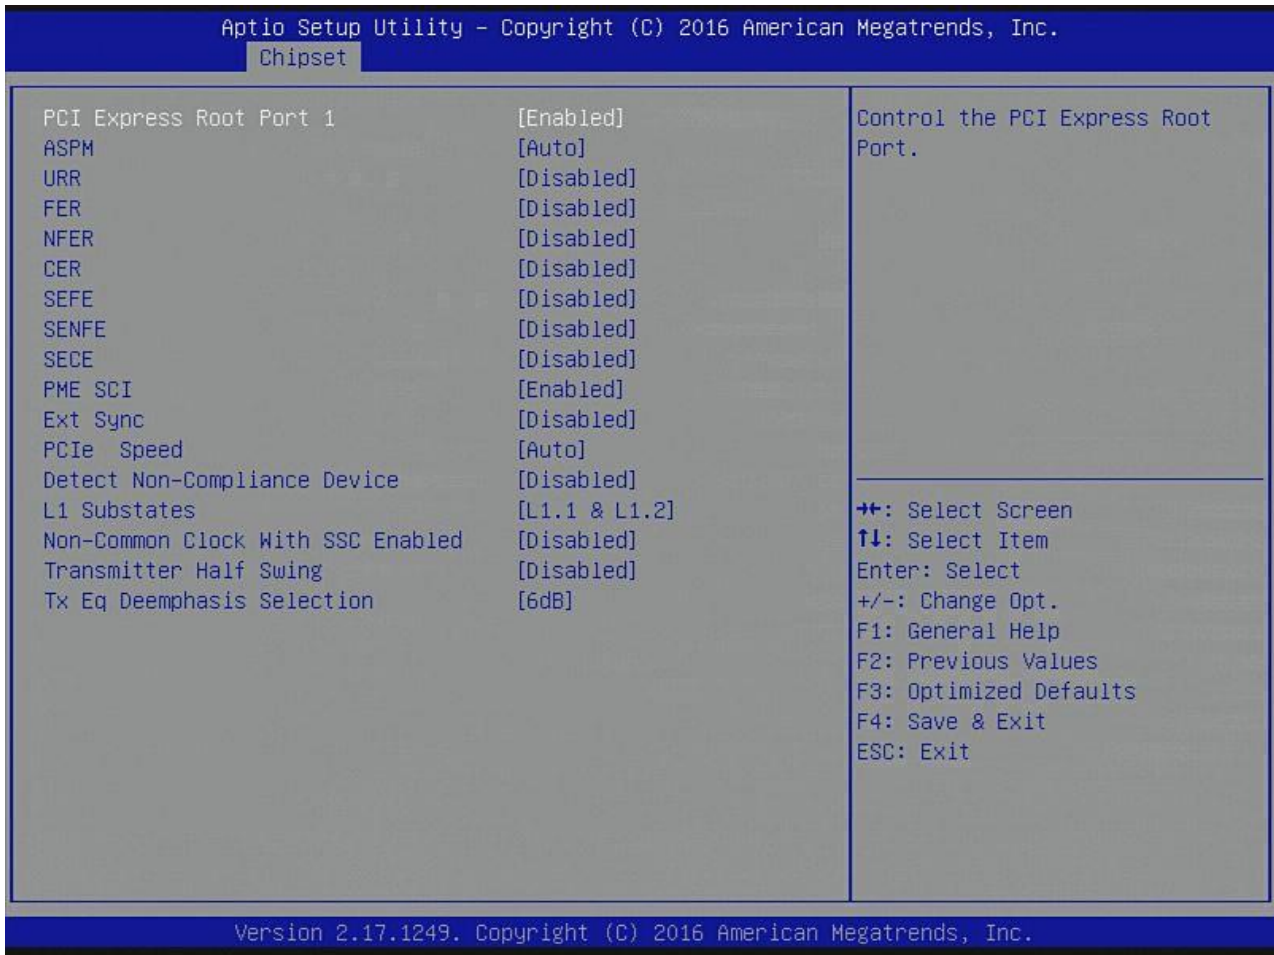 Aptio Setup Utility – Copyright (C) 2016 American Megatrends, Inc.
Chipset
PCI Express Root Port 1 [Enabled]
ASPM [Auto]
URR [Disabled]
FER [Disabled]
NFER [Disabled]
CER [Disabled]
SEFE [Disabled]
SENFE [Disabled]
SECE [Disabled]
PME SCI [Enabled]
Ext Sync [Disabled]
PCIe Speed [Auto]
Detect Non-Compliance Device [Disabled]
L1 Substates [L1.1 & L1.2]
Non-Common Clock With SSC Enabled [Disabled]
Transmitter Half Swing [Disabled]
Tx Eq Deemphasis Selection [6dB]
Control the PCI Express Root
Port.
→←: Select Screen
↑↓: Select Item
Enter: Select
+/-: Change Opt.
F1: General Help
F2: Previous Values
F3: Optimized Defaults
F4: Save & Exit
ESC: Exit
Version 2.17.1249. Copyright (C) 2016 American Megatrends, Inc.